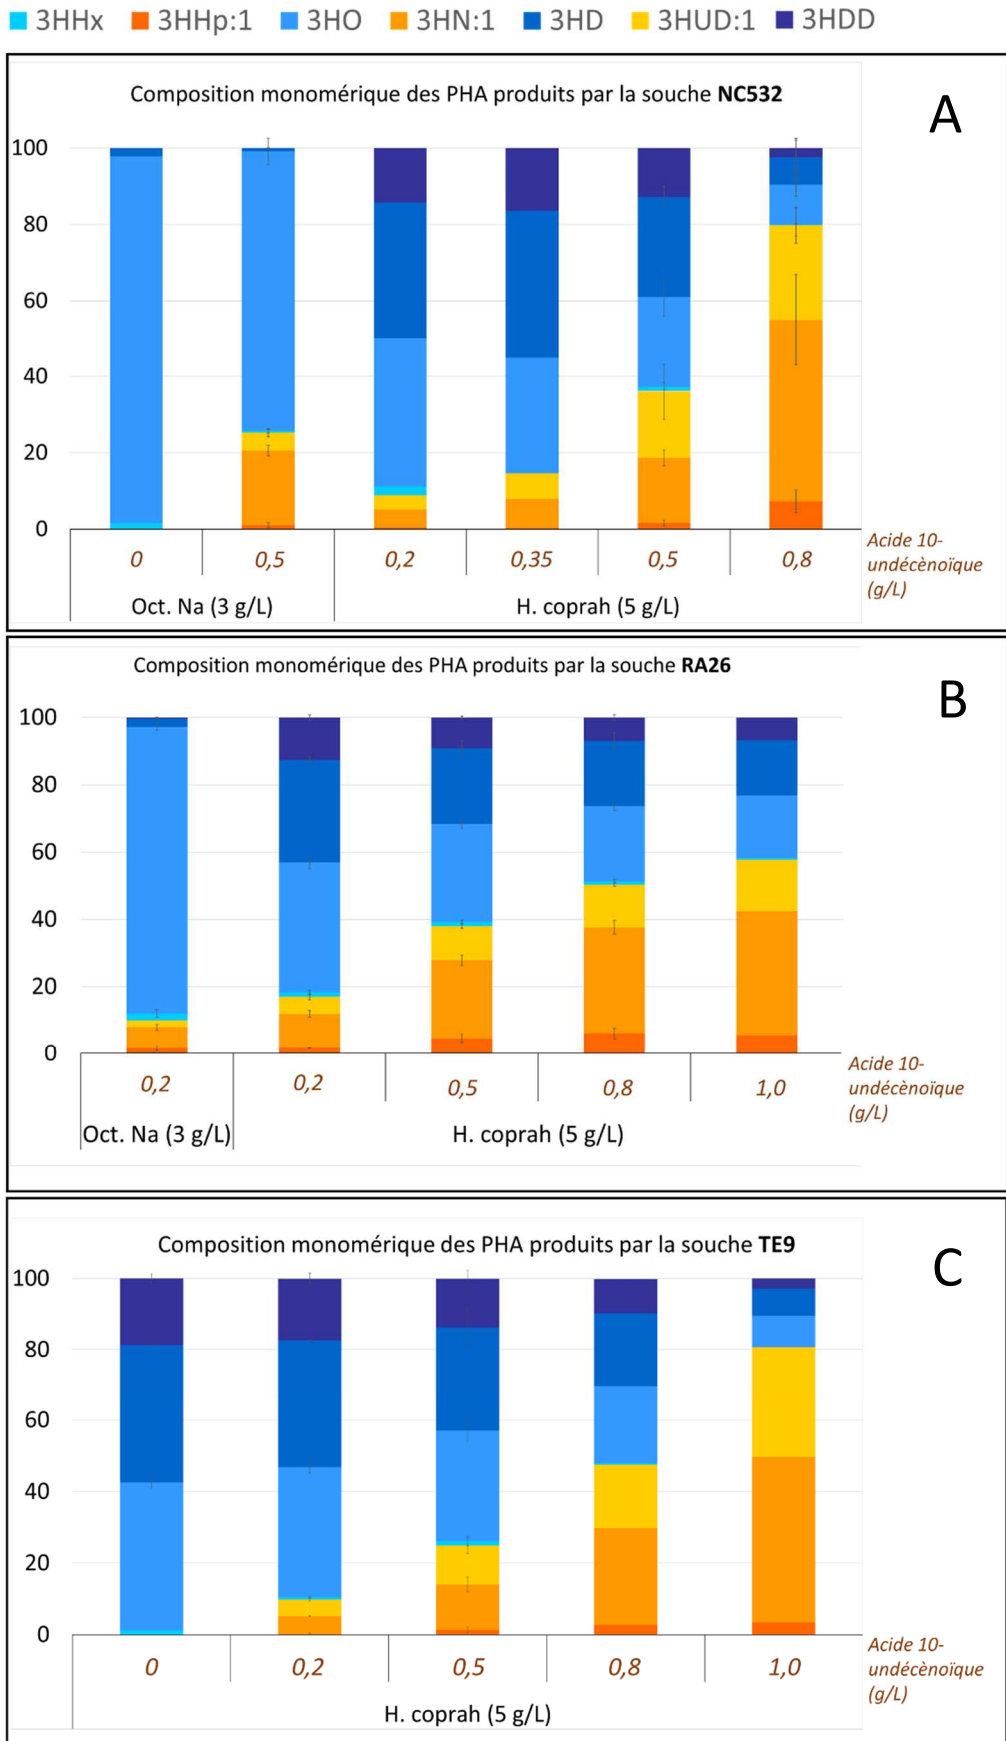 3HHx 3HHp:1 3HO 3HN:1 3HD 3HUD:1 3HDD
Composition monomérique des PHA produits par la souche NC532
A
100
80
60
40
20
0
0 0,5 0,2 0,35 0,5 0,8
Acide 10-
undécènoïque
(g/L)
Oct. Na (3 g/L) H. coprah (5 g/L)
Composition monomérique des PHA produits par la souche RA26
B
100
80
60
40
20
0
0,2 0,2 0,5 0,8 1,0
Acide 10-
undécènoïque
(g/L)
Oct. Na (3 g/L) H. coprah (5 g/L)
Composition monomérique des PHA produits par la souche TE9
C
100
80
60
40
20
0
0 0,2 0,5 0,8 1,0
Acide 10-
undécènoïque
(g/L)
H. coprah (5 g/L)